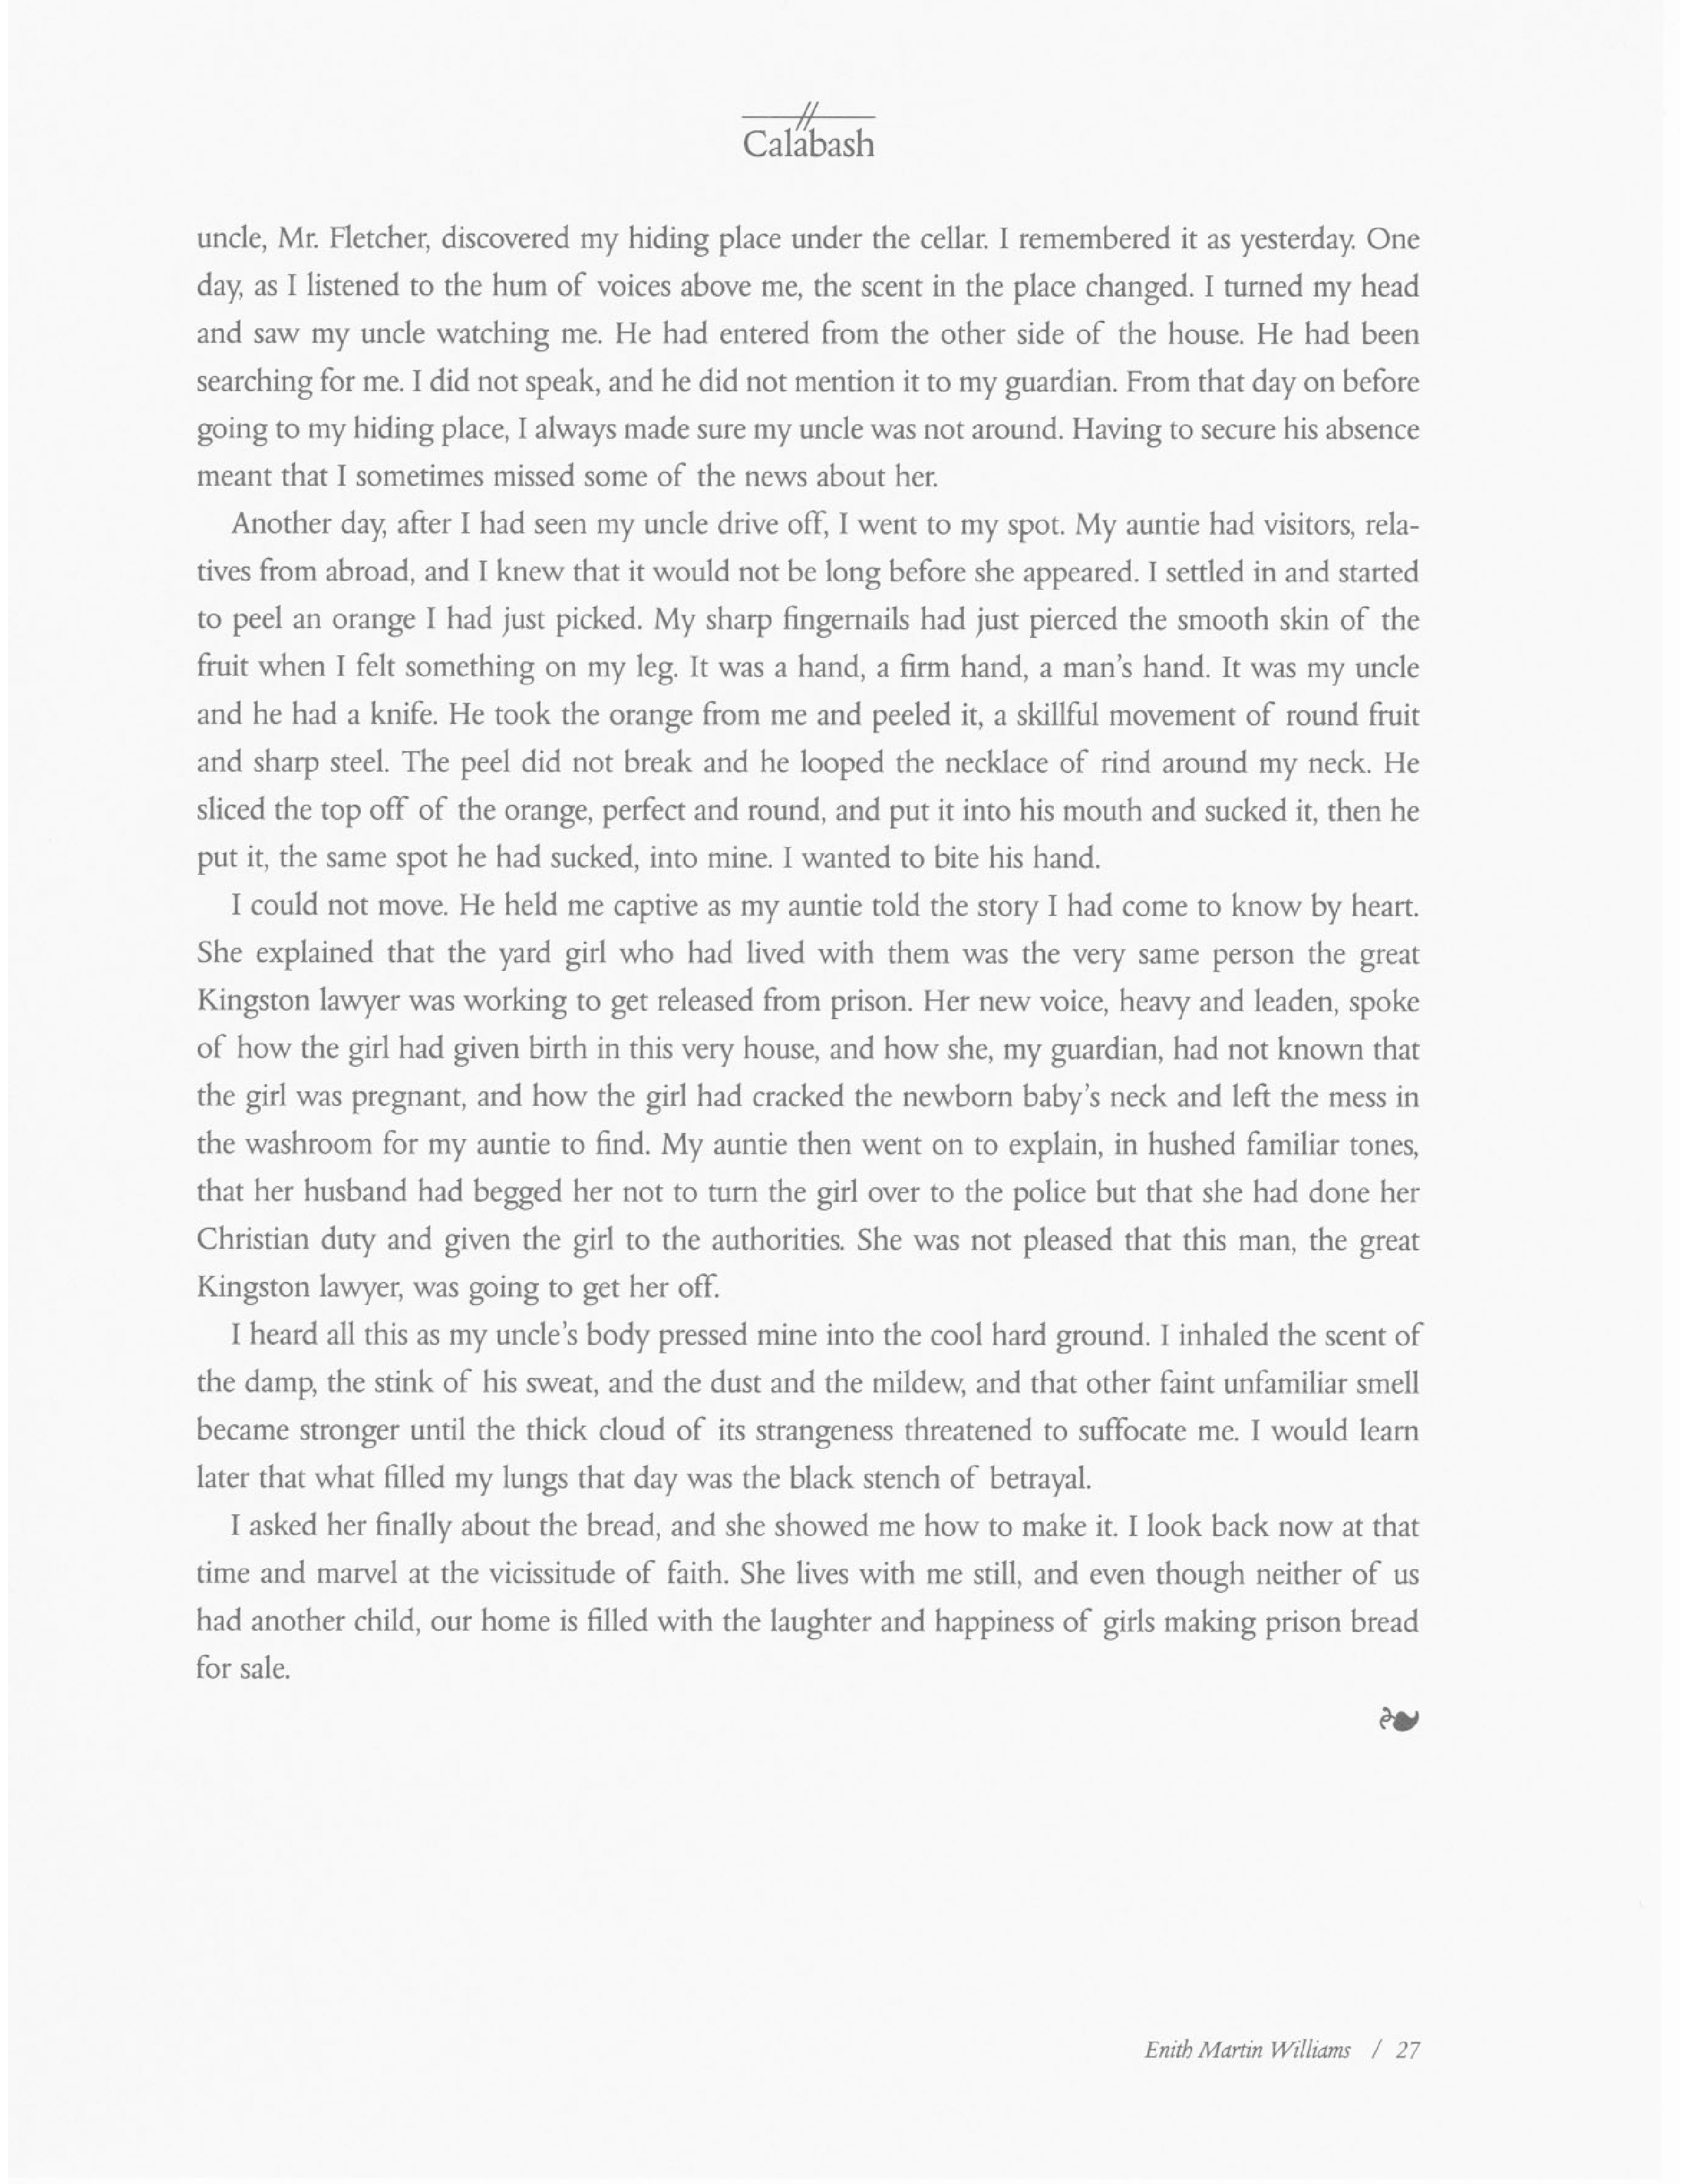 Calabash
uncle, Mr. Fletcher, discovered my hiding place under the cellar. I remembered it as yesterday. One
day, as I listened to the hum of voices above me, the scent in the place changed. I turned my head
and saw my uncle watching me. He had entered from the other side of the house. He had been
searching for me. I did not speak, and he did not mention it to my guardian. From that day on before
going to my hiding place, I always made sure my uncle was not around. Having to secure his absence
meant that I sometimes missed some of the news about her.
Another day, after I had seen my uncle drive off, I went to my spot. My auntie had visitors, rela-
tives from abroad, and I knew that it would not be long before she appeared. I settled in and started
to peel an orange I had just picked. My sharp fingernails had just pierced the smooth skin of the
fruit when I felt something on my leg. It was a hand, a firm hand, a man's hand. It was my uncle
and he had a knife. He took the orange from me and peeled it, a skillful movement of round fruit
and sharp steel. The peel did not break and he looped the necklace of rind around my neck. He
sliced the top off of the orange, perfect and round, and put it into his mouth and sucked it, then he
put it, the same spot he had sucked, into mine. I wanted to bite his hand.
I could not move. He held me captive as my auntie told the story I had come to know by heart.
She explained that the yard girl who had lived with them was the very same person the great
Kingston lawyer was working to get released from prison. Her new voice, heavy and leaden, spoke
of how the girl had given birth in this very house, and how she, my guardian, had not known that
the girl was pregnant, and how the girl had cracked the newborn baby's neck and left the mess in
the washroom for my auntie to find. My auntie then went on to explain, in hushed familiar tones,
that her husband had begged her not to turn the girl over to the police but that she had done her
Christian duty and given the girl to the authorities. She was not pleased that this man, the great
Kingston lawyer, was going to get her off.
I heard all this as my uncle's body pressed mine into the cool hard ground. I inhaled the scent of
the damp, the stink of his sweat, and the dust and the mildew, and that other faint unfamiliar smell
became stronger until the thick cloud of its strangeness threatened to suffocate me. I would learn
later that what filled my lungs that day was the black stench of betrayal.
I asked her finally about the bread, and she showed me how to make it. I look back now at that
time and marvel at the vicissitude of faith. She lives with me still, and even though neither of us
had another child, our home is filled with the laughter and happiness of girls making prison bread
for sale.
Enith Martin Williams / 27